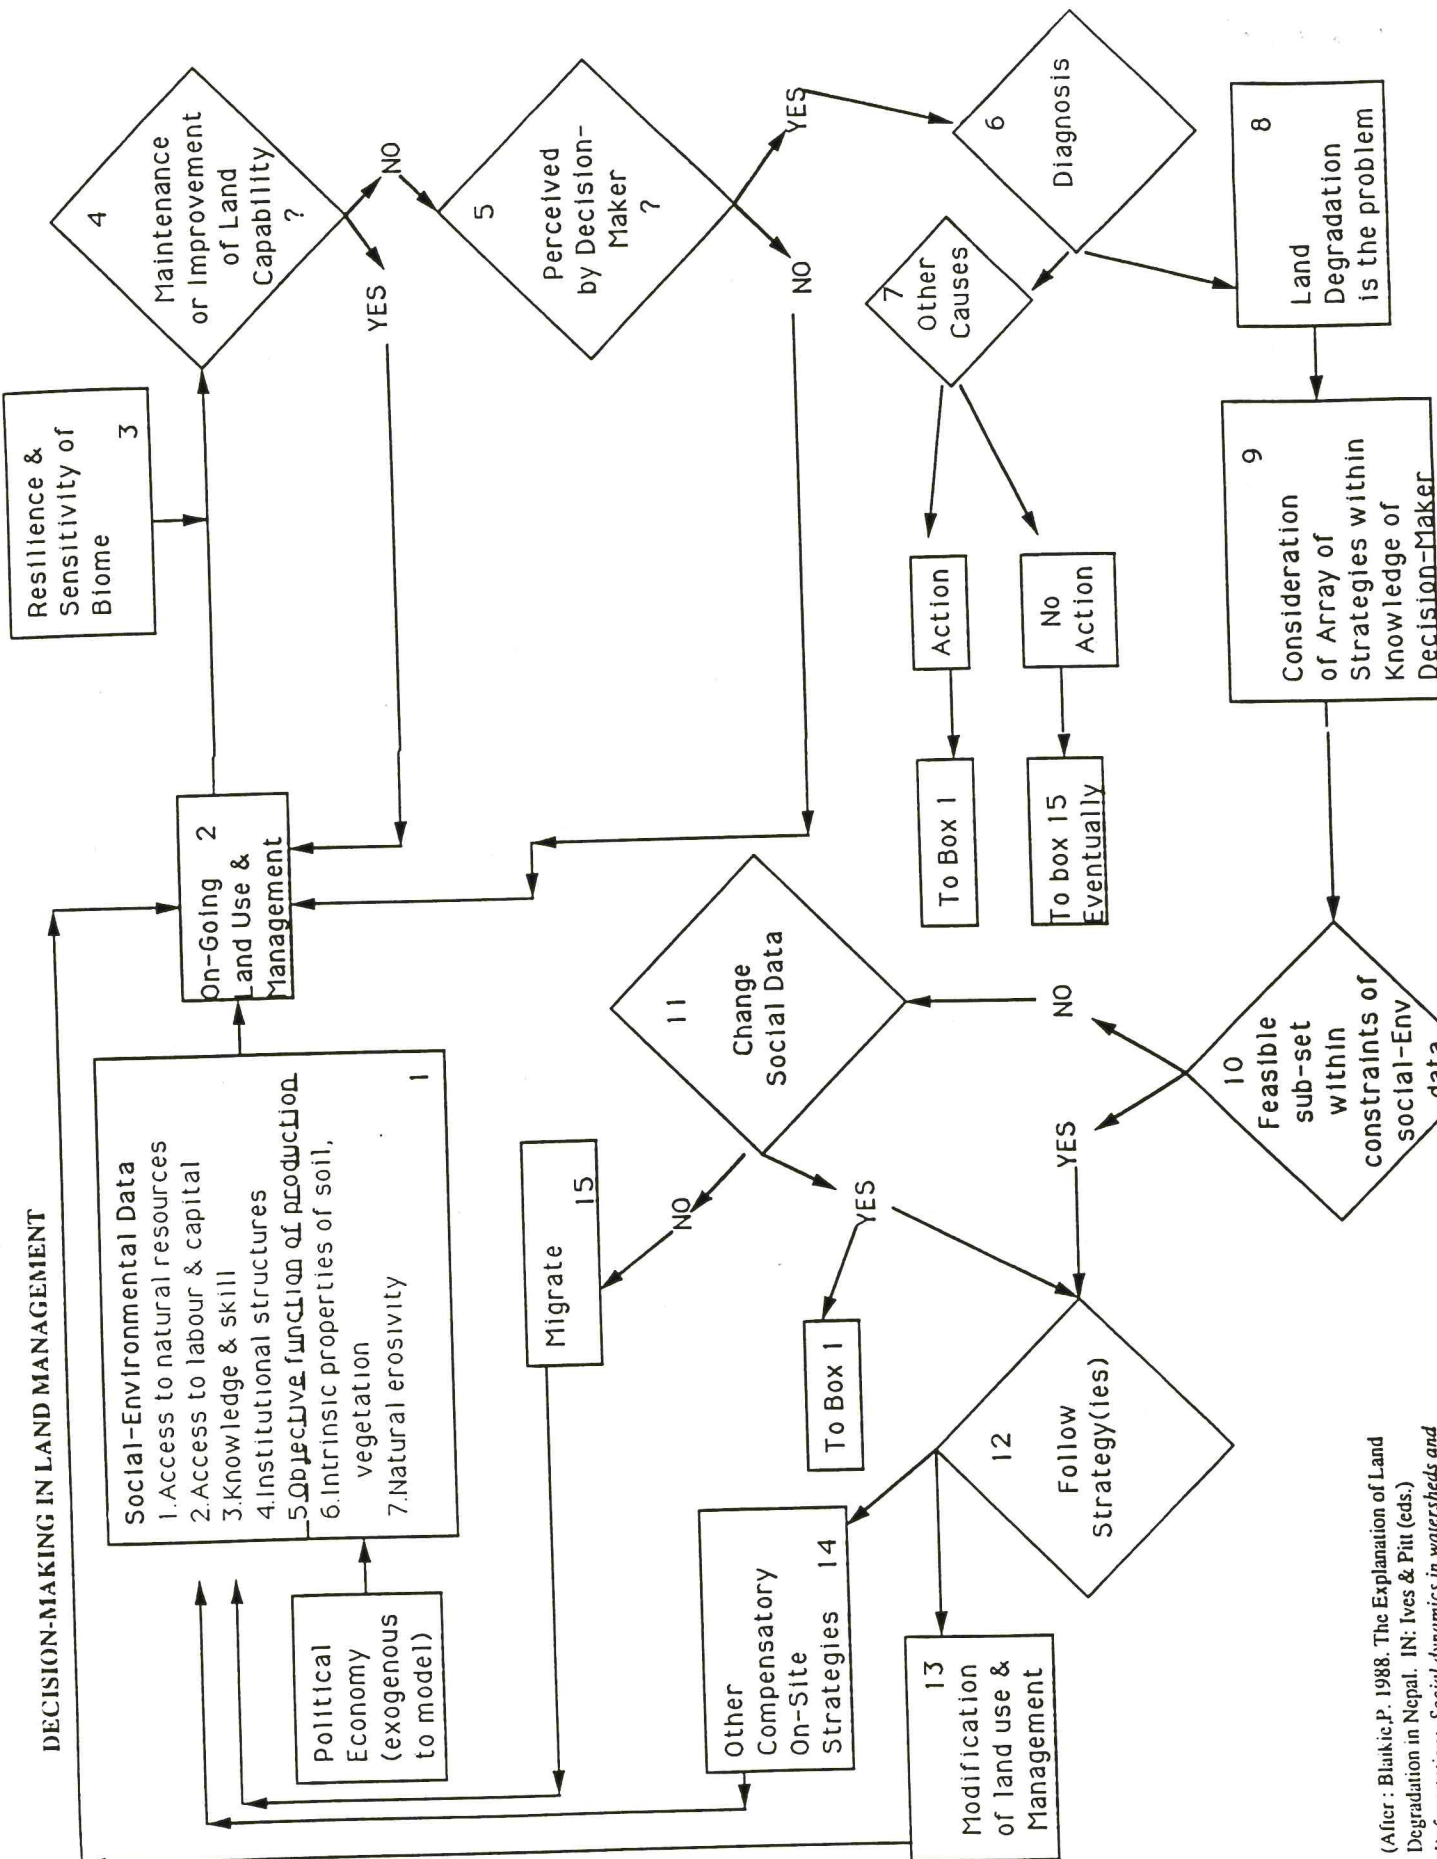 DECISION-MAKING IN LAND MANAGEMENT
Social-Environmental Data
1.Access to natural resources
2.Access to labour & capital
3.Knowledge & skill
4.Institutional structures
5.Objective function of production
6.Intrinsic properties of soil,
vegetation
7.Natural erosivity
1
Political
Economy
(exogenous
to model)
On-Going 2
Land Use &
Management
Resilience &
Sensitivity of
Biome
3
4
Maintenance
or Improvement
of Land
Capability
?
YES
NO
5
Perceived
by Decision-
Maker
?
NO
YES
6
Diagnosis
7
Other
Causes
Action
No
Action
To Box 1
To box 15
Eventually
8
Land
Degradation
is the problem
9
Consideration
of Array of
Strategies within
Knowledge of
Decision-Maker
10
Feasible
sub-set
within
constraints of
social-Env
data
YES
NO
11
Change
Social Data
NO
YES
Migrate
15
To Box 1
12
Follow
Strategy(ies)
Other
Compensatory
On-Site
Strategies 14
13
Modification
of land use &
Management
(After : Blaikie,P. 1988. The Explanation of Land
Degradation in Nepal. IN: Ives & Pitt (eds.)
Social dynamics in watersheds and